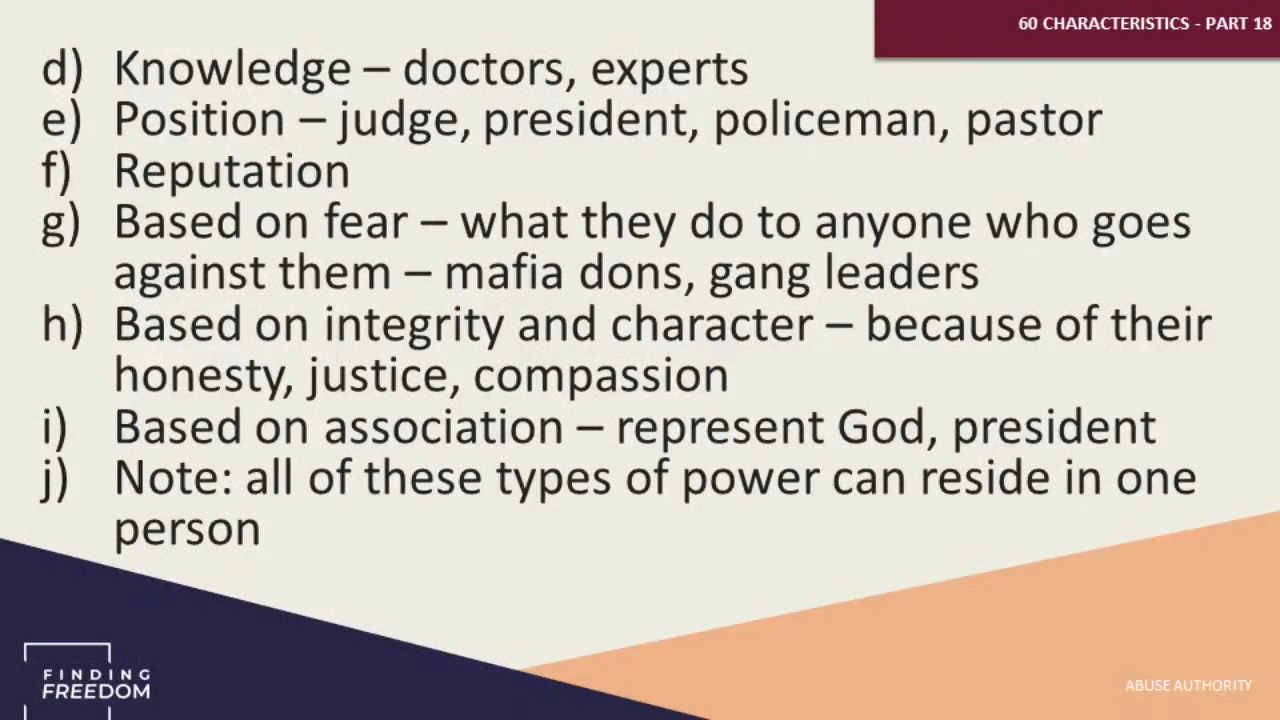 60 CHARACTERISTICS - PART 18
d) Knowledge – doctors, experts
e) Position – judge, president, policeman, pastor
f) Reputation
g) Based on fear – what they do to anyone who goes
against them – mafia dons, gang leaders
h) Based on integrity and character – because of their
honesty, justice, compassion
i) Based on association – represent God, president
j) Note: all of these types of power can reside in one
person
FINDING
FREEDOM
ABUSE AUTHORITY